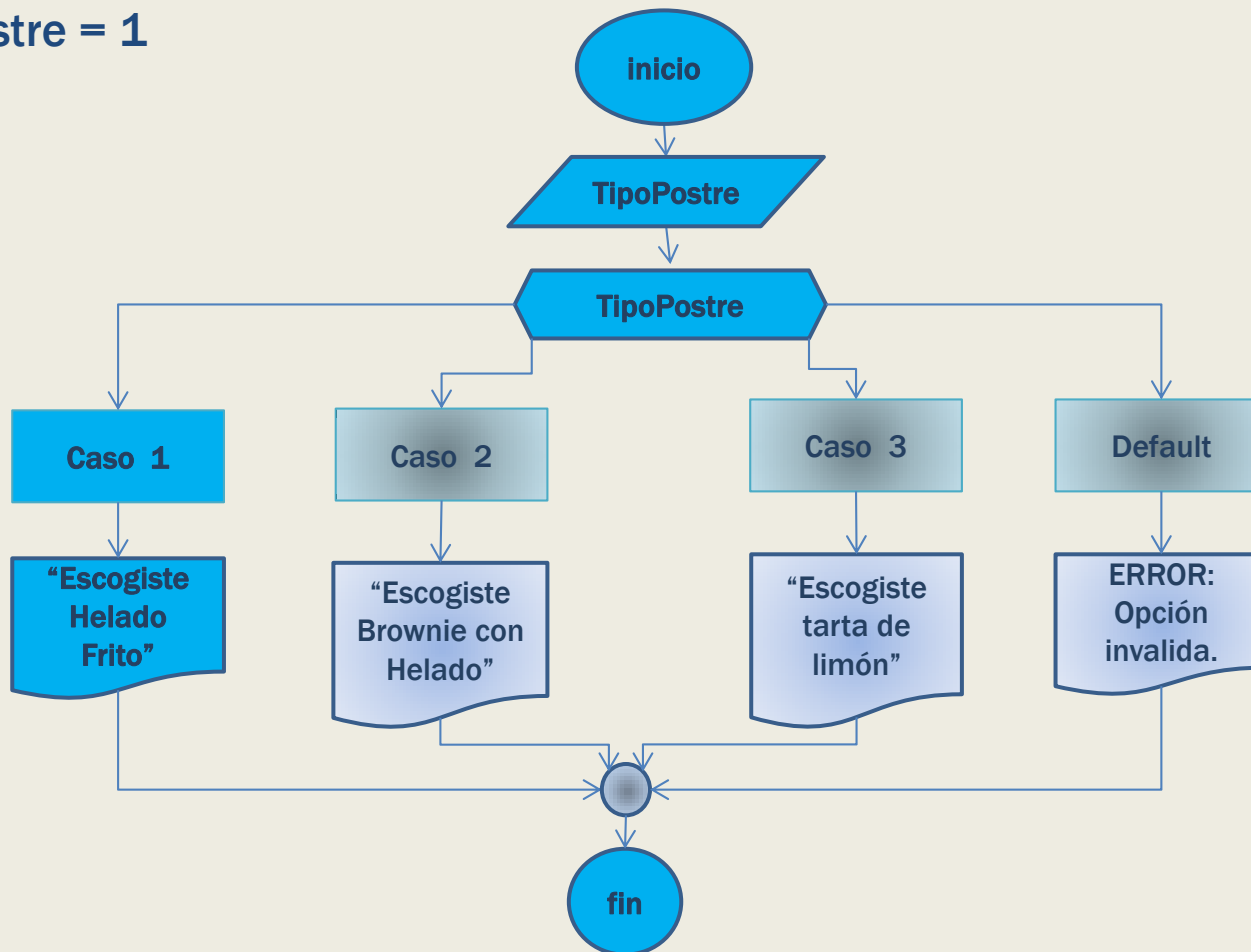 stre = 1
inicio
TipoPostre
TipoPostre
Caso 1
Caso 2
Caso 3
Default
“Escogiste
Helado
Frito”
“Escogiste
Brownie con
Helado”
“Escogiste
tarta de
limón”
ERROR:
Opción
invalida.
fin